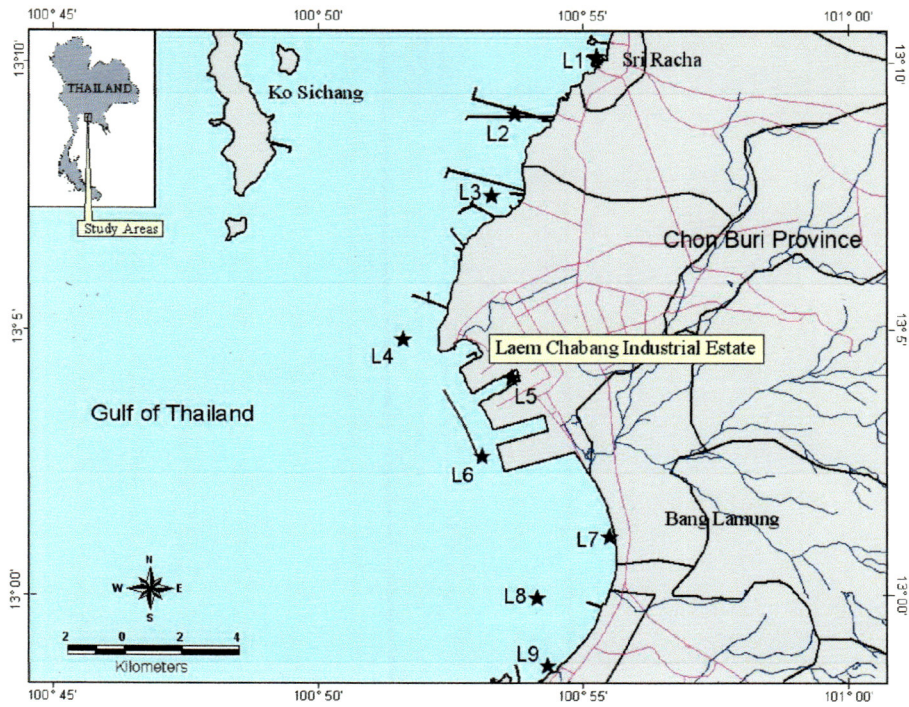 100° 45'
100° 50'
100° 55'
101° 00'
13° 10'
13° 10'
THAILAND
Study Areas
Ko Sichang
L1
Sri Racha
L2
L3
Chon Buri Province
13° 5'
13° 5'
L4
Laem Chabang Industrial Estate
L5
Gulf of Thailand
L6
Bang Lamung
L7
13° 00'
13° 00'
N
W
E
S
L8
2 0 2 4
Kilometers
L9
100° 45'
100° 50'
100° 55'
101° 00'